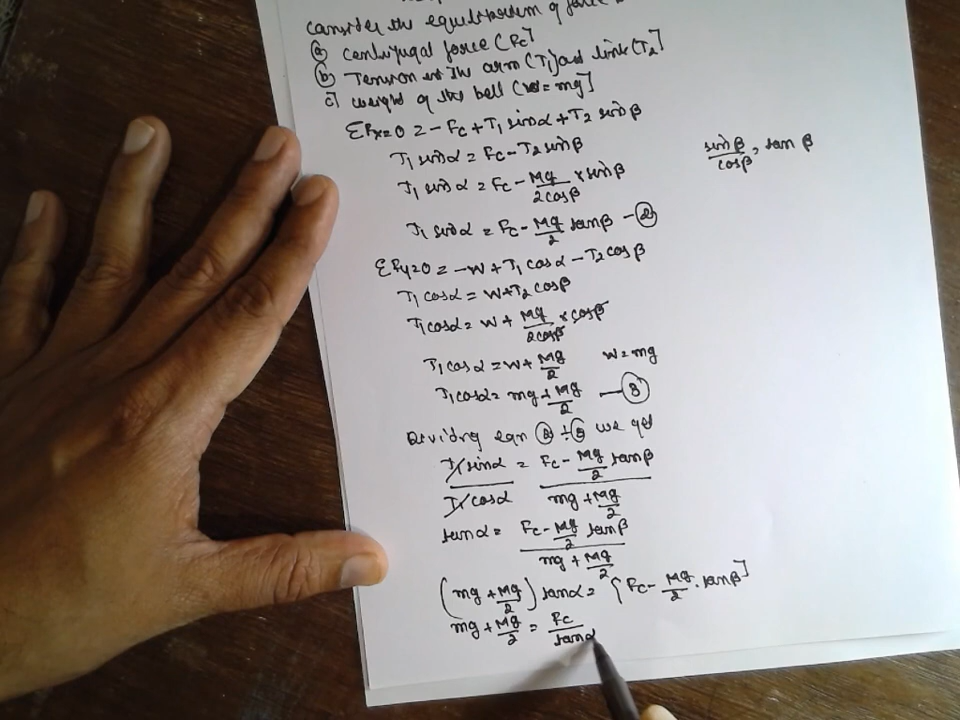 consider the equilibrium of force
(a) centrifugal force (Fc]
(b) Tension in the arm (T1) and link (T2]
c] weight of the ball (w = mg]
ΣFx=0 = -Fc + T1 sinα + T2 sinβ
T1 sinα = Fc - T2 sinβ
T1 sinα = Fc - Mg/2cosβ × sinβ
sinβ/cosβ = tanβ
T1 sinα = Fc - Mg/2 tanβ - (2)
ΣFy=0 = -W + T1 cosα - T2 cosβ
T1 cosα = W + T2 cosβ
T1 cosα = W + Mg/2cosβ × cosβ
T1 cosα = W + Mg/2 W = mg
T1 cosα = mg + Mg/2 — (3)
Dividing eqn (2) ÷ (3) we get
T1 sinα/T1 cosα = Fc - Mg/2 tanβ/mg + Mg/2
tanα = Fc - Mg/2 tanβ/mg + Mg/2
(mg + Mg/2) tanα = [Fc - Mg/2 . tanβ]
mg + Mg/2 = Fc/tanα